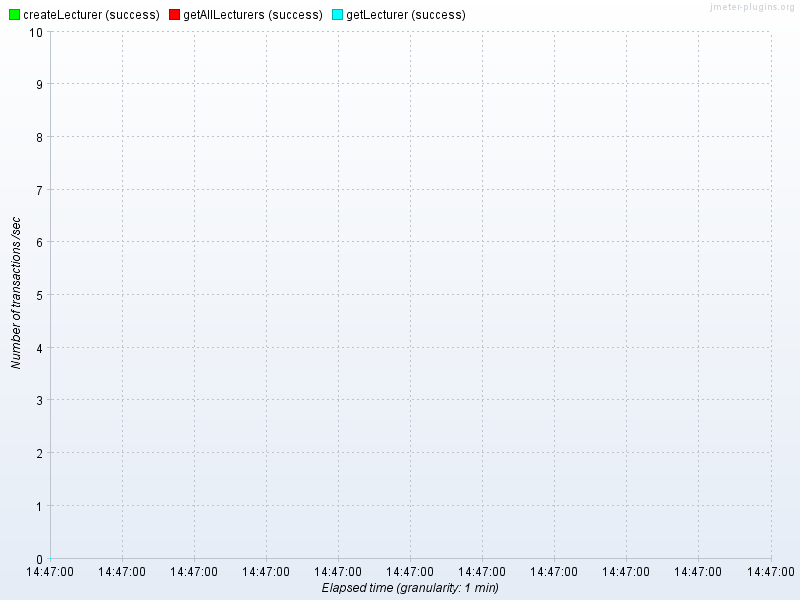 jmeter-plugins.org
createLecturer (success) getAllLecturers (success) getLecturer (success)
10
9
8
7
6
5
4
3
2
1
0
Number of transactions /sec
14:47:00 14:47:00 14:47:00 14:47:00 14:47:00 14:47:00 14:47:00 14:47:00 14:47:00 14:47:00 14:47:00
Elapsed time (granularity: 1 min)